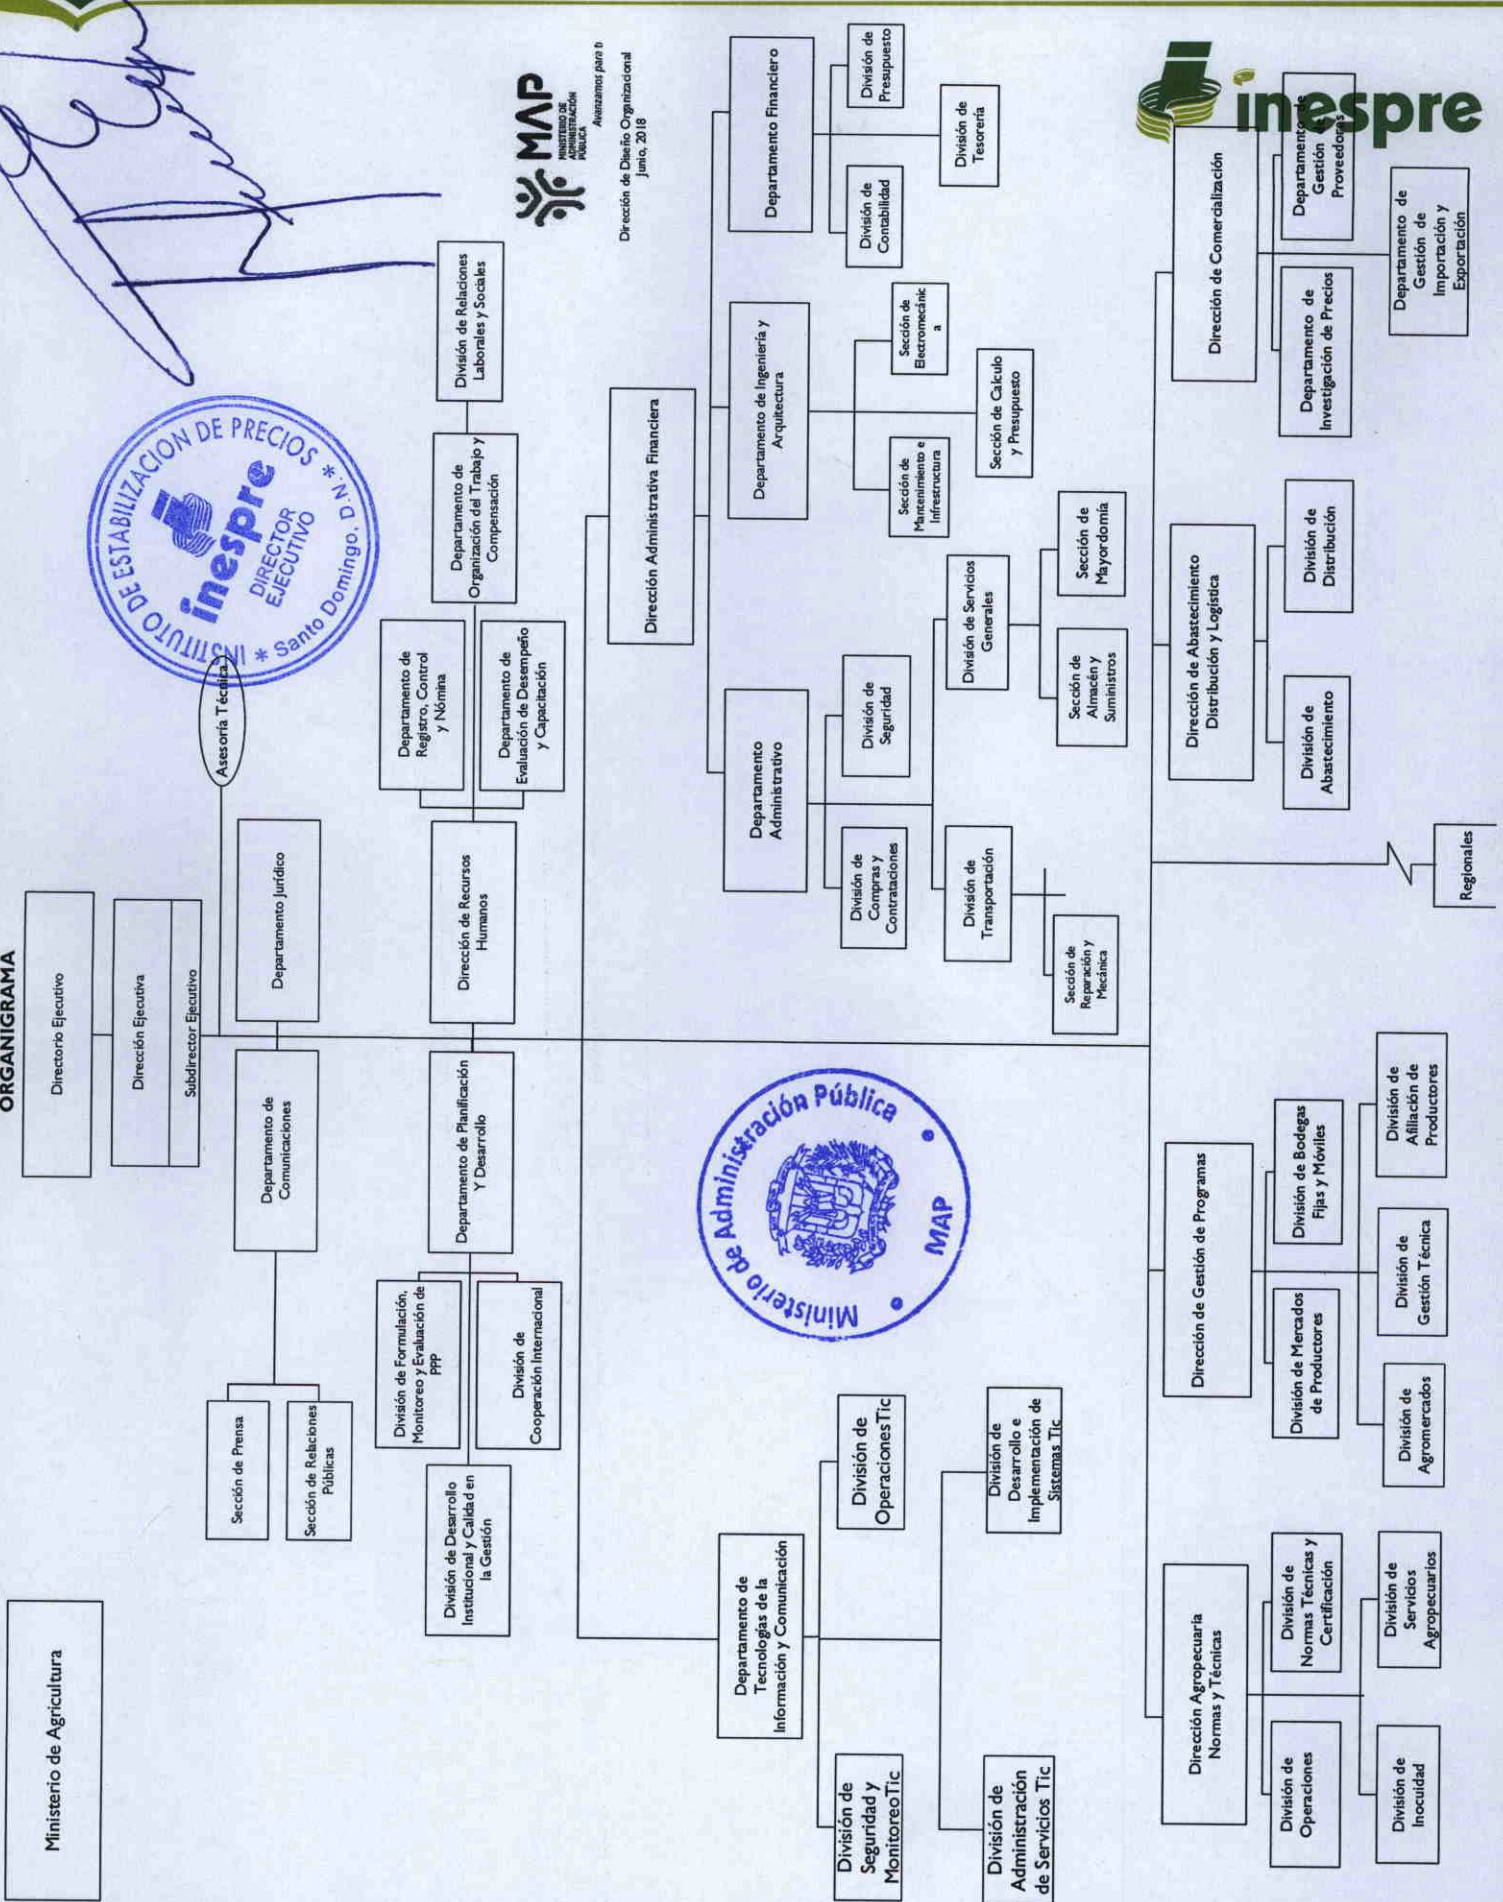 ORGANIGRAMA
Ministerio de Agricultura
Directorio Ejecutivo
Dirección Ejecutiva
Subdirector Ejecutivo
Asesoría Técnica
INSTITUTO DE ESTABILIZACION DE PRECIOS
inespre
DIRECTOR
EJECUTIVO
* Santo Domingo, D.N. *
Departamento de
Comunicaciones
Departamento Jurídico
Sección de Prensa
Sección de Relaciones
Públicas
Departamento de Planificación
Y Desarrollo
División de Formulación,
Monitoreo y Evaluación de
PPP
División de
Cooperación Internacional
División de Desarrollo
Institucional y Calidad en
la Gestión
Dirección de Recursos
Humanos
Departamento de
Registro, Control
y Nómina
Departamento de
Evaluación de Desempeño
y Capacitación
Departamento de
Organización del Trabajo y
Compensación
División de Relaciones
Laborales y Sociales
MAP
MINISTERIO DE
ADMINISTRACIÓN
PÚBLICA
Avanzamos para ti
Dirección de Diseño Organizacional
Junio, 2018
Departamento de
Tecnologías de la
Información y Comunicación
División de
Seguridad y
MonitoreoTic
División de
OperacionesTic
División de
Administración
de Servicios Tic
División de
Desarrollo e
Implementación de
Sistemas Tic
Ministerio de Administración Pública
MAP
Dirección Administrativa Financiera
Departamento
Administrativo
División de
Compras y
Contrataciones
División de
Seguridad
División de
Transportación
División de Servicios
Generales
Sección de
Reparación y
Mecánica
Sección de
Almacén y
Suministros
Sección de
Mayordomía
Departamento de Ingeniería y
Arquitectura
Sección de
Mantenimiento e
Infrestructura
Sección de
Electromecánic
a
Sección de Calculo
y Presupuesto
Departamento Financiero
División de
Contabilidad
División de
Presupuesto
División de
Tesorería
Dirección Agropecuaria
Normas y Técnicas
División de
Operaciones
División de
Normas Técnicas y
Certificación
División de
Inocuidad
División de
Servicios
Agropecuarios
Dirección de Gestión de Programas
División de Mercados
de Productores
División de Bodegas
Fijas y Móviles
División de
Agromercados
División de
Gestión Técnica
División de
Afiliación de
Productores
Regionales
Dirección de Abastecimiento
Distribución y Logística
División de
Abastecimiento
División de
Distribución
Dirección de Comercialización
Departamento de
Investigación de Precios
Departamento de
Gestión de
Proveedores
Departamento de
Gestión de
Importación y
Exportación
inespre